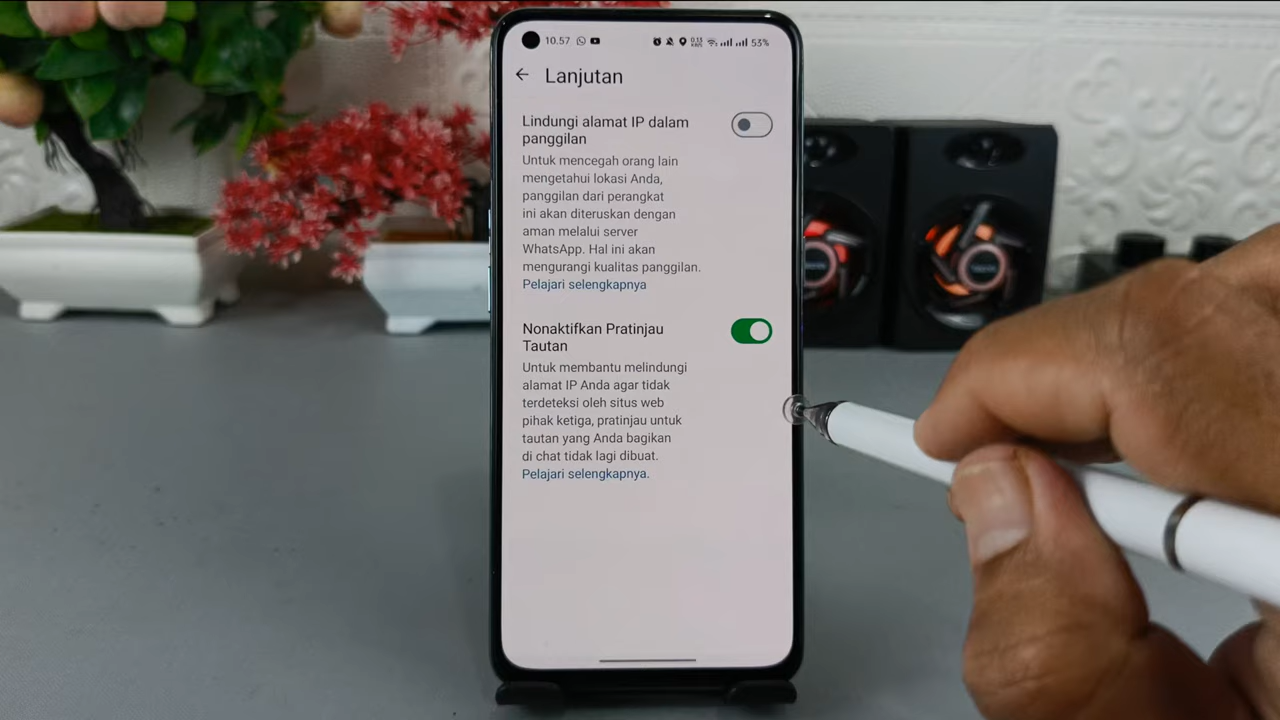 10.57
53%
Lanjutan
Lindungi alamat IP dalam
panggilan
Untuk mencegah orang lain
mengetahui lokasi Anda,
panggilan dari perangkat
ini akan diteruskan dengan
aman melalui server
WhatsApp. Hal ini akan
mengurangi kualitas panggilan.
Pelajari selengkapnya
Nonaktifkan Pratinjau
Tautan
Untuk membantu melindungi
alamat IP Anda agar tidak
terdeteksi oleh situs web
pihak ketiga, pratinjau untuk
tautan yang Anda bagikan
di chat tidak lagi dibuat.
Pelajari selengkapnya.